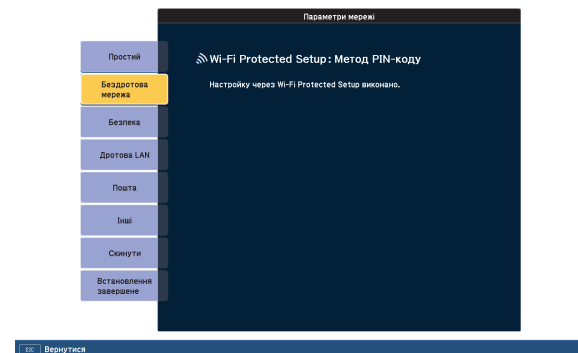 Параметри мережі
Простий
Бездротова
мережа
Безпека
Дротова LAN
Пошта
Інші
Скинути
Встановлення
завершене
Wi-Fi Protected Setup: Метод PIN-коду
Настройку через Wi-Fi Protected Setup виконано.
ESC Вернутися